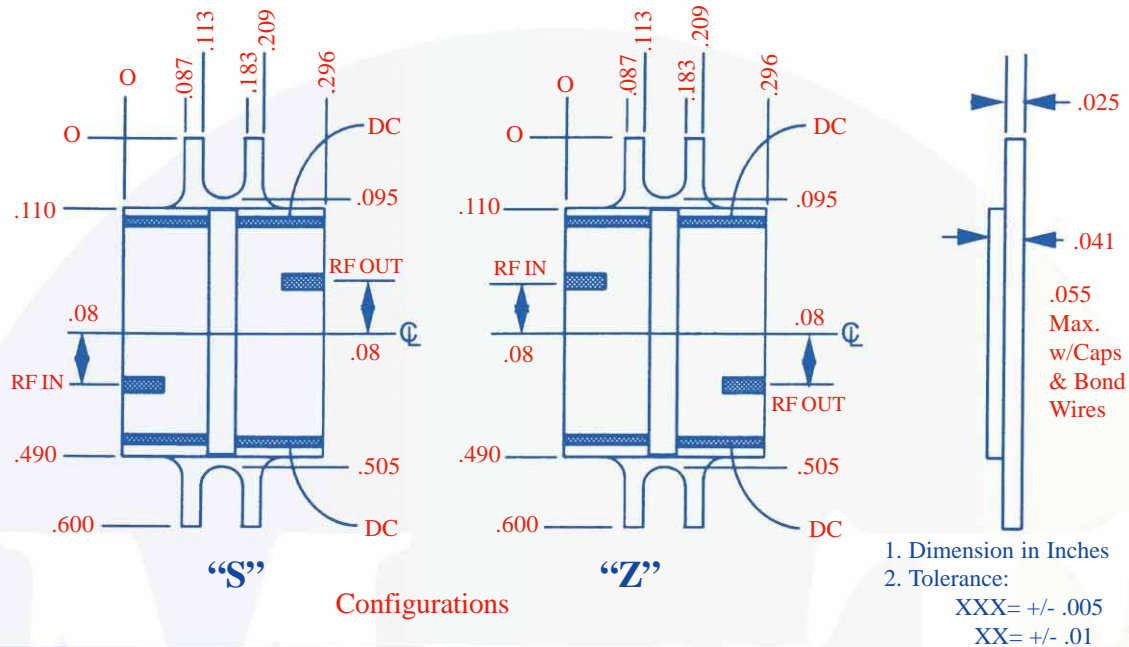 O
.087
.113
.183
.209
.296
O
DC
.095
.110
RF OUT
.08
.08
℄
RF IN
.490
.505
.600
DC
“S”
O
.087
.113
.183
.209
.296
O
DC
.095
.110
RF IN
.08
.08
℄
RF OUT
.490
.505
.600
DC
“Z”
Configurations
.025
.041
.055
Max.
w/Caps
& Bond
Wires
1. Dimension in Inches
2. Tolerance:
XXX= +/- .005
XX= +/- .01